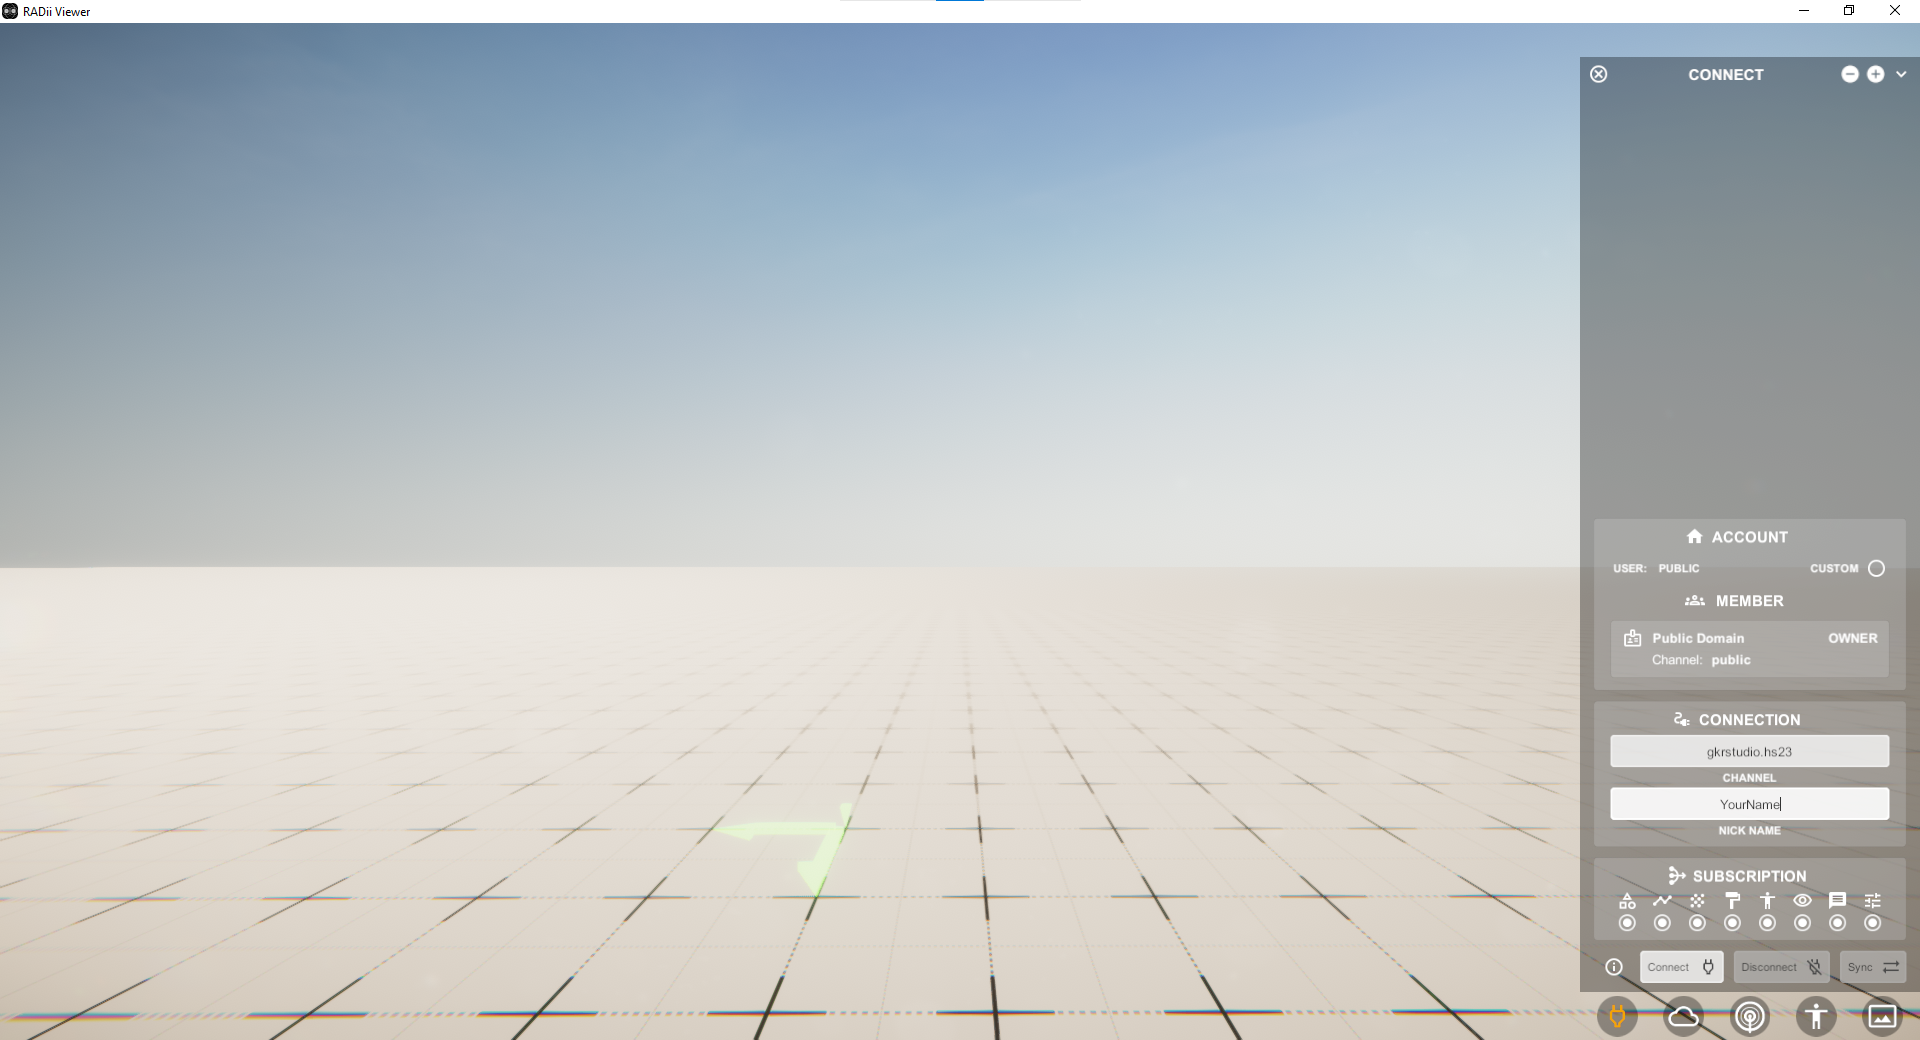 RADii Viewer
CONNECT
ACCOUNT
USER: PUBLIC CUSTOM
MEMBER
Public Domain OWNER
Channel: public
CONNECTION
gkrstudio.hs23
CHANNEL
YourName
NICK NAME
SUBSCRIPTION
Connect Disconnect Sync